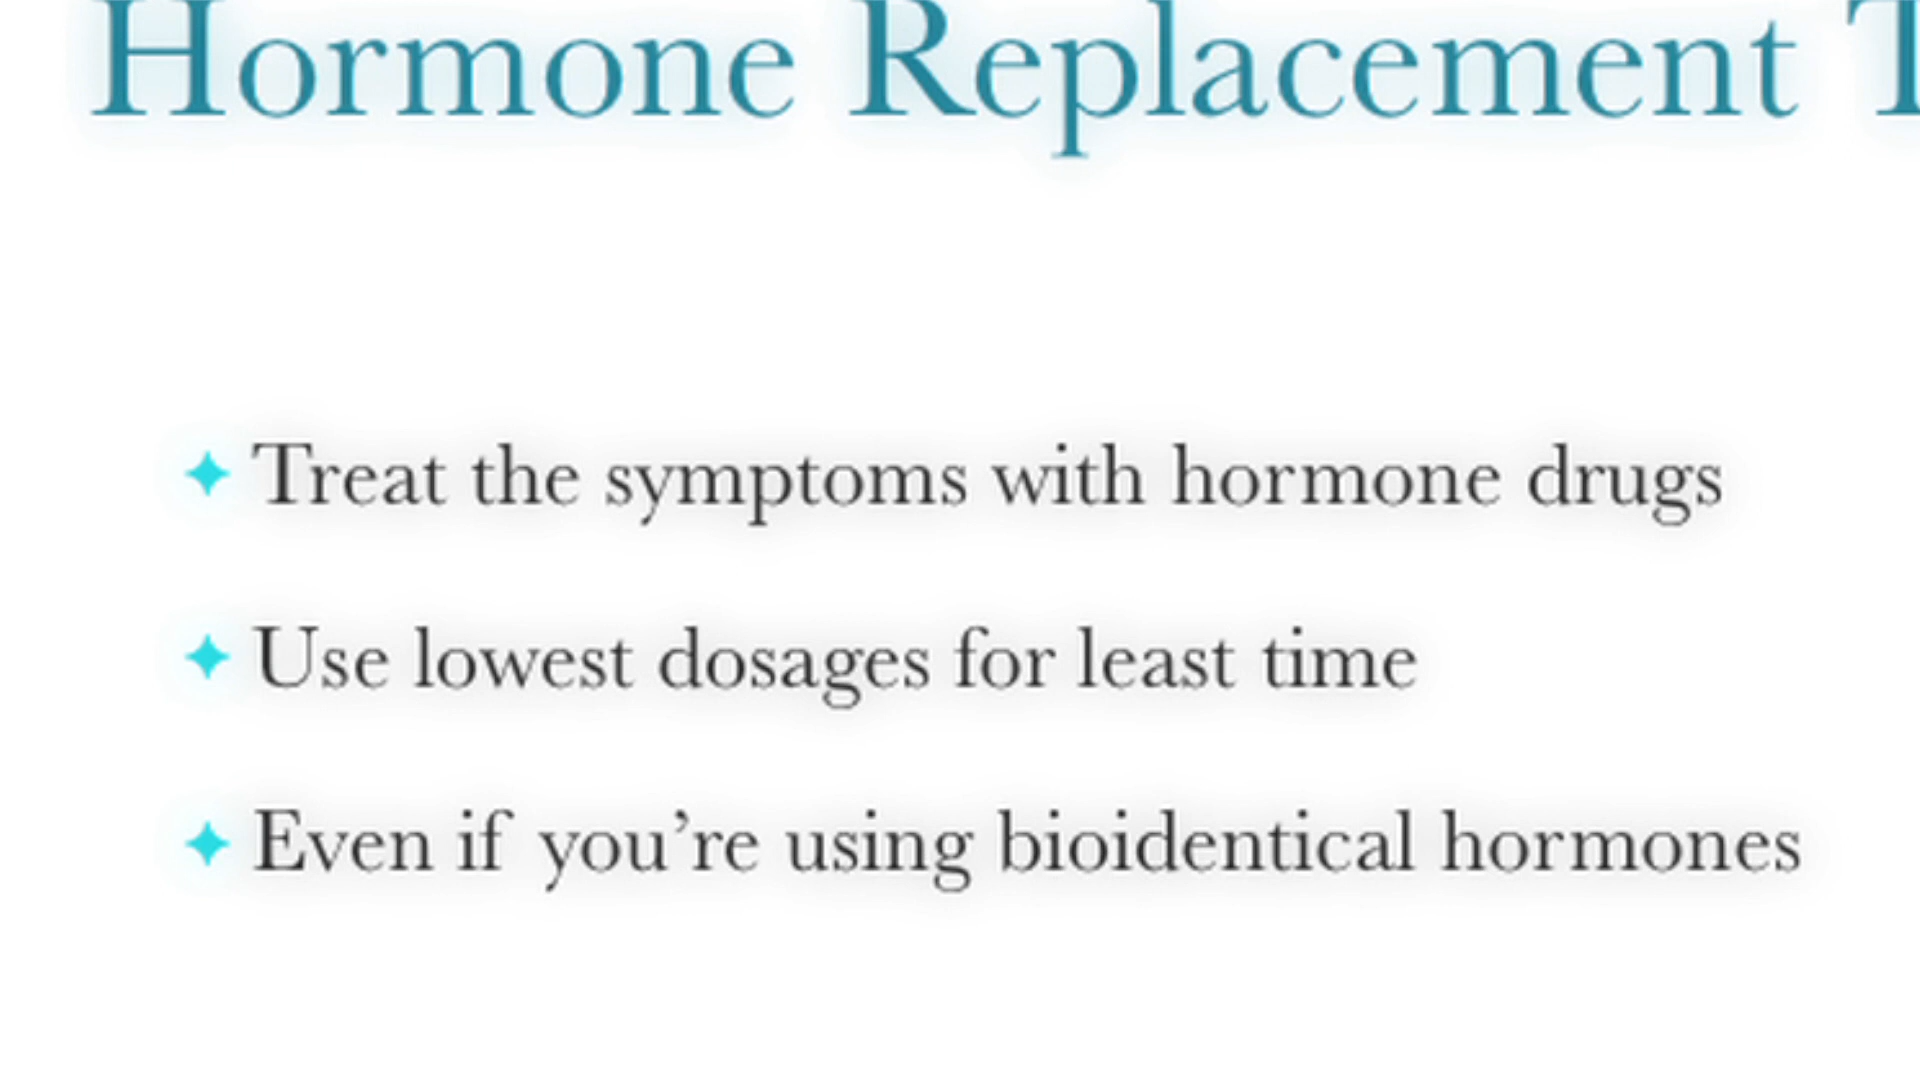 Hormone Replacement
Treat the symptoms with hormone drugs
Use lowest dosages for least time
Even if you’re using bioidentical hormones